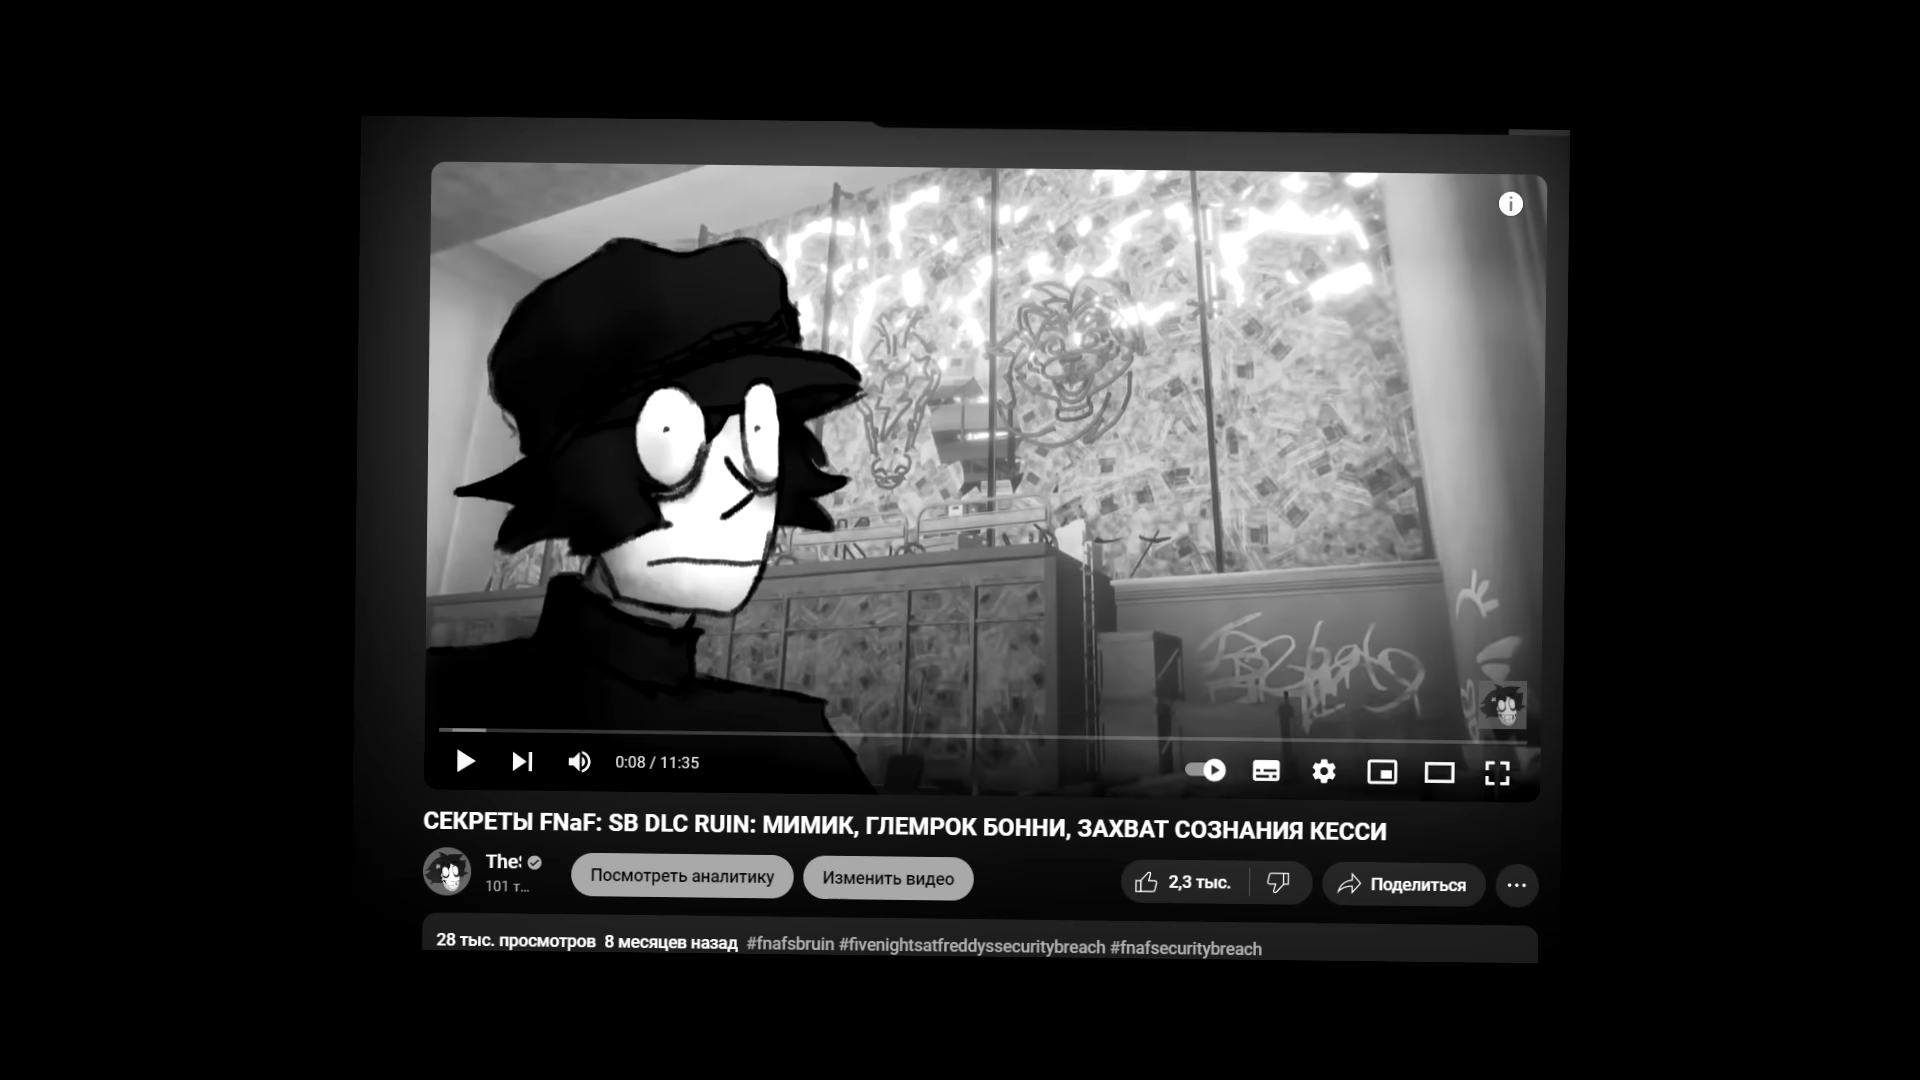 0:08 / 11:35
СЕКРЕТЫ FNaF: SB DLC RUIN: МИМИК, ГЛЕМРОК БОННИ, ЗАХВАТ СОЗНАНИЯ КЕССИ
101 т...
Посмотреть аналитику
Изменить видео
2,3 тыс.
Поделиться
28 тыс. просмотров 8 месяцев назад #fnafsbruin #fivenightsatfreddyssecuritybreach #fnafsecuritybreach